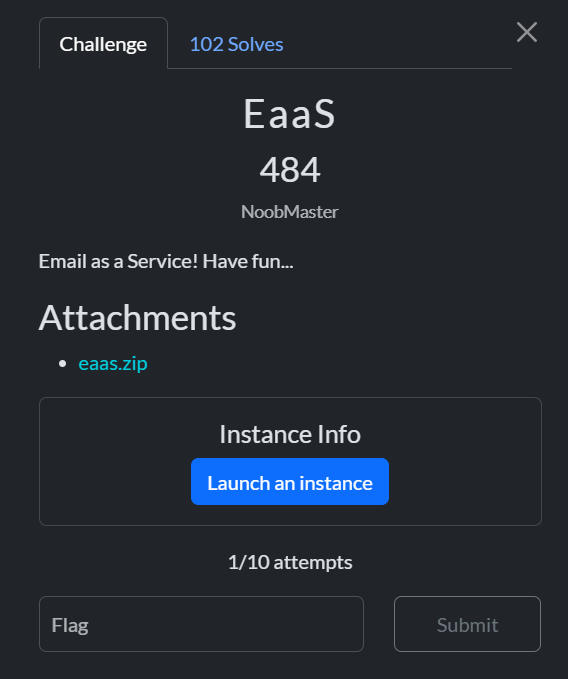 Challenge
102 Solves
EaaS
484
NoobMaster
Email as a Service! Have fun...
Attachments
eaas.zip
Instance Info
Launch an instance
1/10 attempts
Flag
Submit